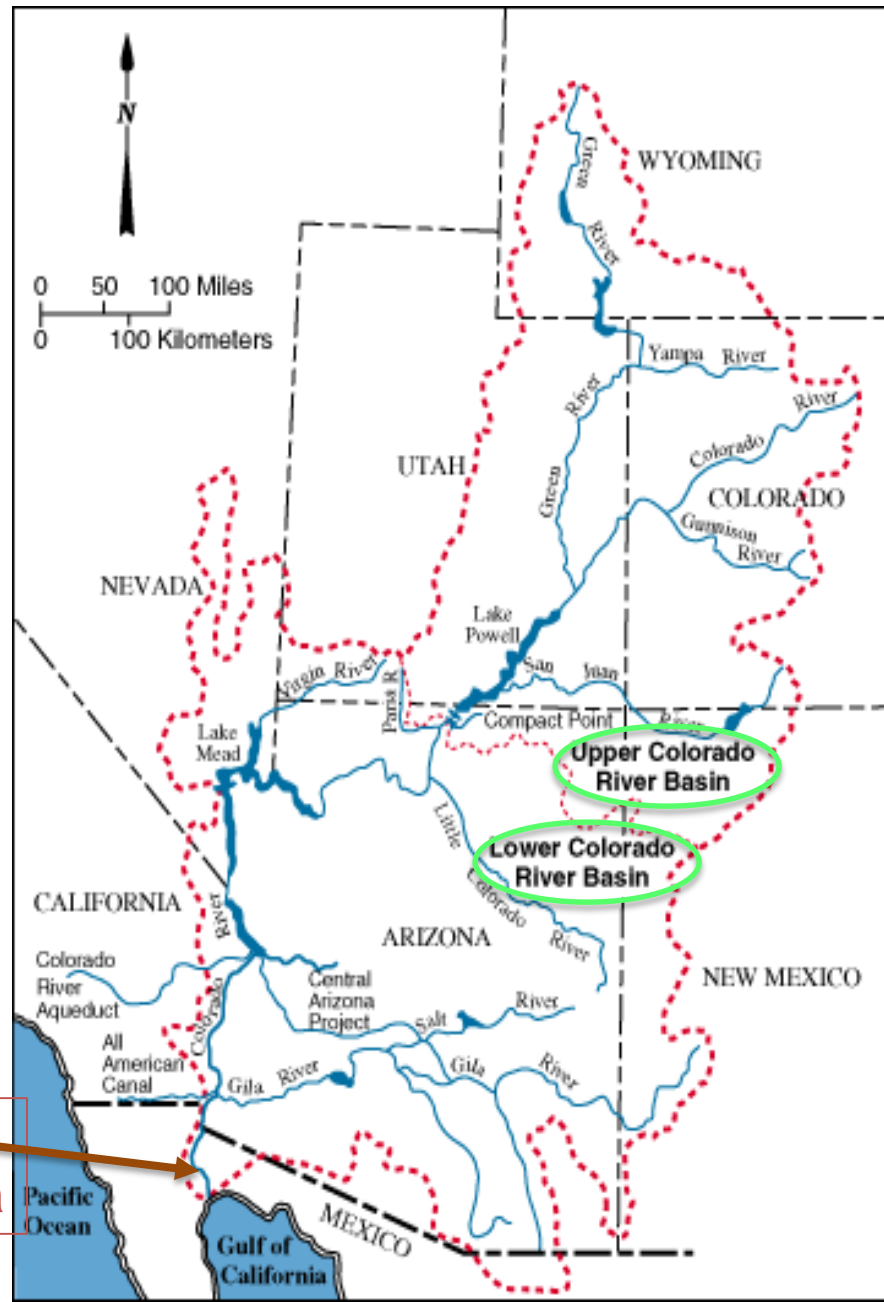 N
WYOMING
Green
River
0 50 100 Miles
0 100 Kilometers
Yampa River
River
Green
Colorado River
UTAH
COLORADO
Gunnison
River
NEVADA
Lake
Powell
San Juan
River
Virgin River
Paria R
Compact Point
Lake
Mead
Upper Colorado
River Basin
Little
Colorado
River
Lower Colorado
River Basin
CALIFORNIA
River
Colorado
ARIZONA
NEW MEXICO
Colorado
River
Aqueduct
Central
Arizona
Project
Salt River
All
American
Canal
Gila River
Gila River
Pacific
Ocean
MEXICO
Gulf of
California